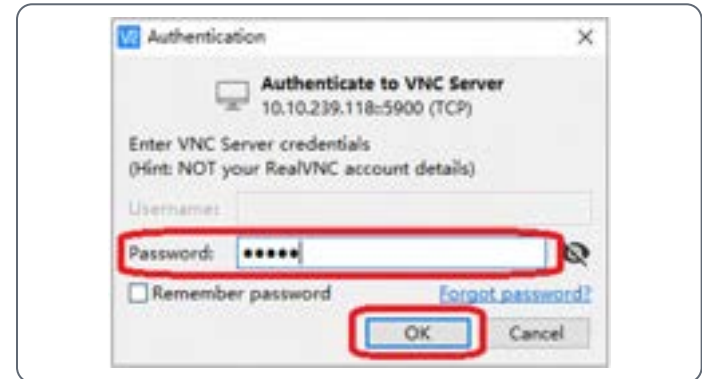 V2 Authentication
Authenticate to VNC Server
10.10.239.118::5900 (TCP)
Enter VNC Server credentials
(Hint: NOT your RealVNC account details)
Username:
Password: •••••
Remember password Forgot password?
OK Cancel